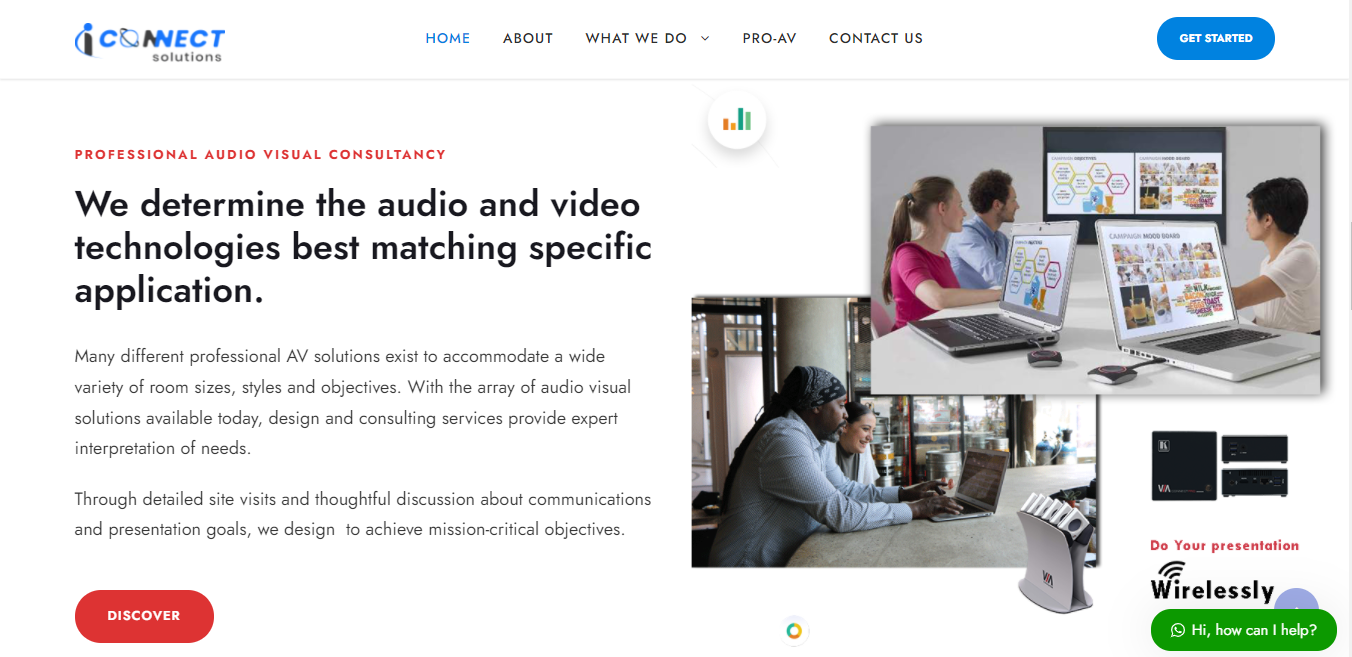 iCONNECT
solutions
HOME
ABOUT
WHAT WE DO
PRO-AV
CONTACT US
GET STARTED
PROFESSIONAL AUDIO VISUAL CONSULTANCY
We determine the audio and video
technologies best matching specific
application.
Many different professional AV solutions exist to accommodate a wide
variety of room sizes, styles and objectives. With the array of audio visual
solutions available today, design and consulting services provide expert
interpretation of needs.
Through detailed site visits and thoughtful discussion about communications
and presentation goals, we design  to achieve mission-critical objectives.
DISCOVER
CAMPAIGN OBJECTIVES
CAMPAIGN MOOD BOARD
CAMPAIGN MOOD BOARD
VIA
VIA
Do Your presentation
Wirelessly
Hi, how can I help?